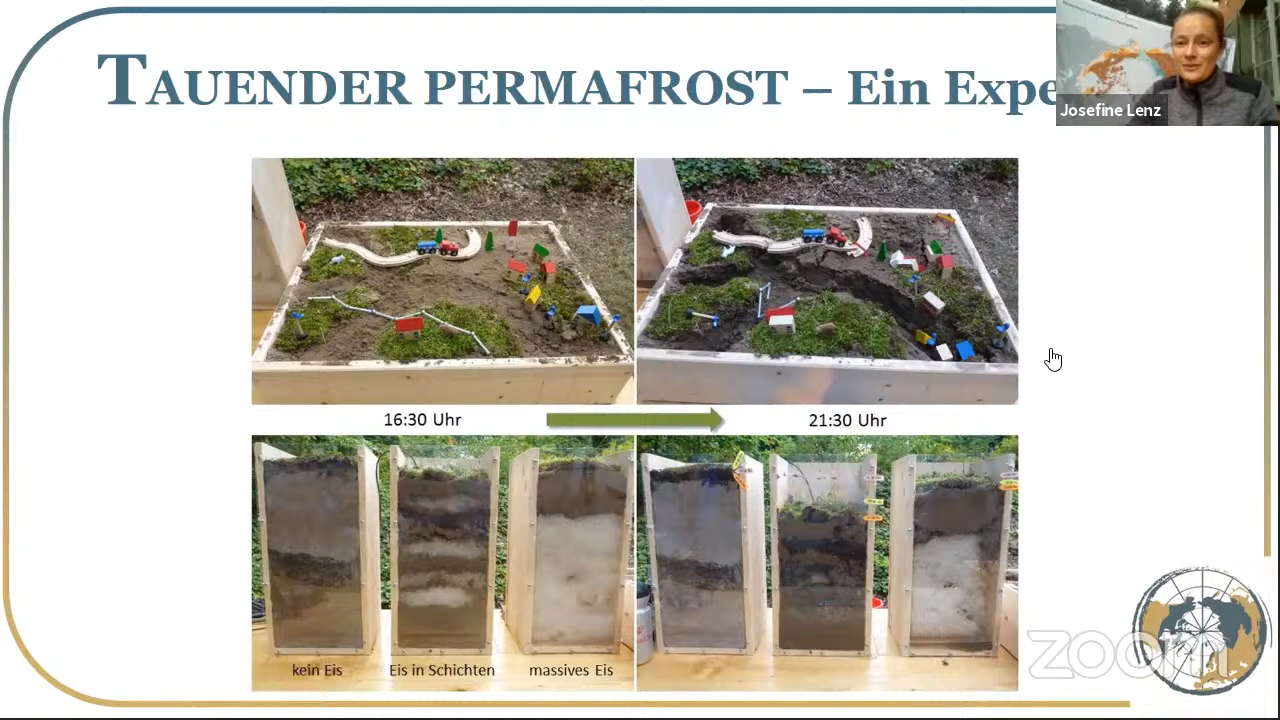 TAUENDER PERMAFROST – Ein Expe
Josefine Lenz
16:30 Uhr
21:30 Uhr
kein Eis
Eis in Schichten
massives Eis
zoom